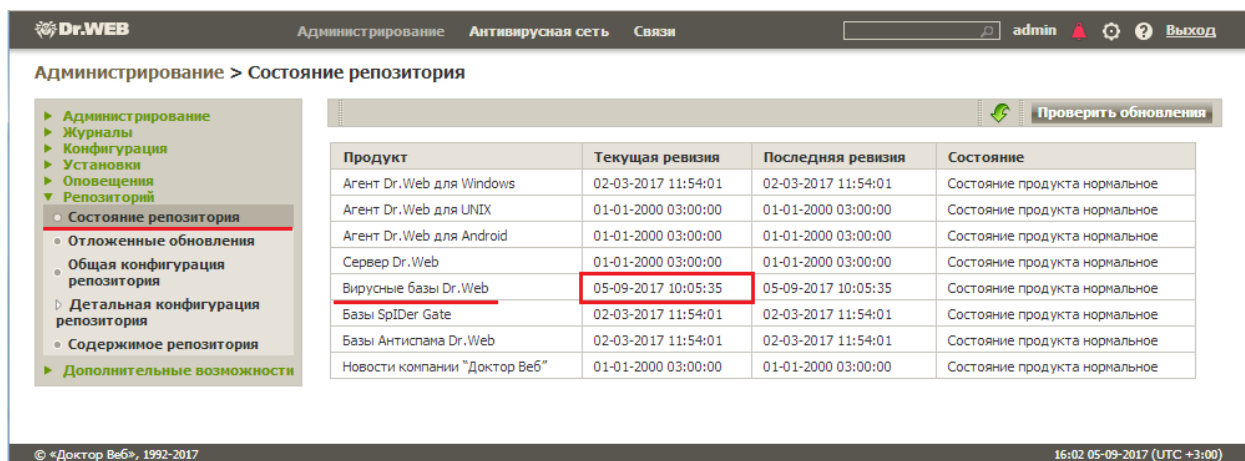 Dr.WEB
Администрирование Антивирусная сеть Связи admin Выход
Администрирование > Состояние репозитория
Администрирование
Журналы
Конфигурация
Установки
Оповещения
Репозиторий
Состояние репозитория
Отложенные обновления
Общая конфигурация
репозитория
Детальная конфигурация
репозитория
Содержимое репозитория
Дополнительные возможности
Проверить обновления
Продукт Текущая ревизия Последняя ревизия Состояние
Агент Dr.Web для Windows 02-03-2017 11:54:01 02-03-2017 11:54:01 Состояние продукта нормальное
Агент Dr.Web для UNIX 01-01-2000 03:00:00 01-01-2000 03:00:00 Состояние продукта нормальное
Агент Dr.Web для Android 01-01-2000 03:00:00 01-01-2000 03:00:00 Состояние продукта нормальное
Сервер Dr.Web 01-01-2000 03:00:00 01-01-2000 03:00:00 Состояние продукта нормальное
Вирусные базы Dr.Web 05-09-2017 10:05:35 05-09-2017 10:05:35 Состояние продукта нормальное
Базы SpIDer Gate 02-03-2017 11:54:01 02-03-2017 11:54:01 Состояние продукта нормальное
Базы Антиспама Dr.Web 02-03-2017 11:54:01 02-03-2017 11:54:01 Состояние продукта нормальное
Новости компании "Доктор Веб" 01-01-2000 03:00:00 01-01-2000 03:00:00 Состояние продукта нормальное
© «Доктор Веб», 1992-2017 16:02 05-09-2017 (UTC +3:00)